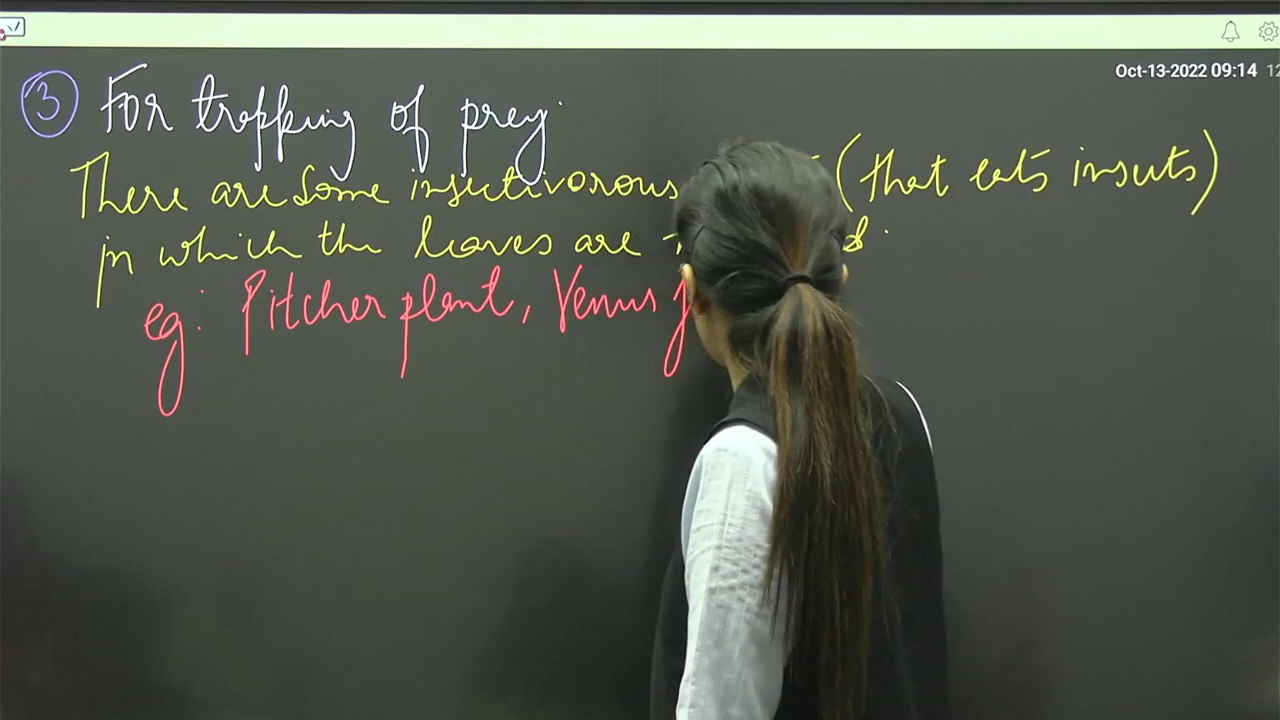 Oct-13-2022 09:14 12
3 For trapping of prey.
There are some insectivorous (that eats insects)
in which the leaves are
eg: Pitcher plant, Venus